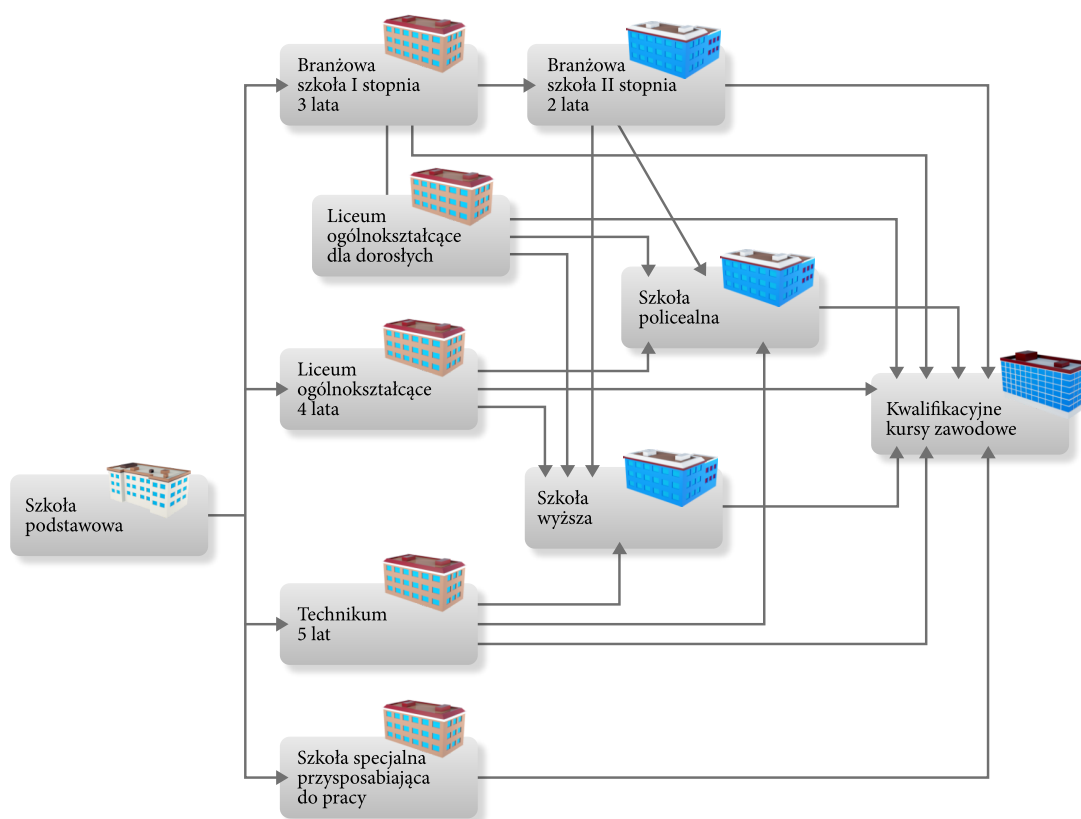 Branżowa
szkoła I stopnia
3 lata
Branżowa
szkoła II stopnia
2 lata
Liceum
ogólnokształcące
dla dorosłych
Szkoła
policealna
Liceum
ogólnokształcące
4 lata
Kwalifikacyjne
kursy zawodowe
Szkoła
podstawowa
Szkoła
wyższa
Technikum
5 lat
Szkoła specjalna
przysposabiająca
do pracy